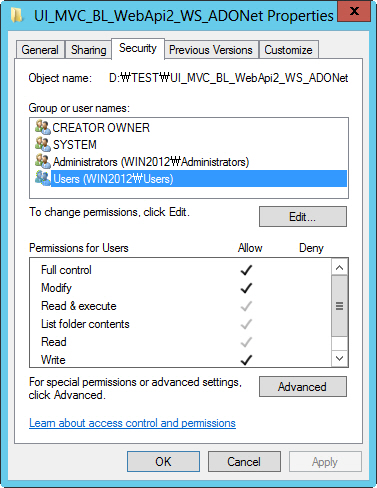 UI_MVC_BL_WebApi2_WS_ADONet Properties
General Sharing Security Previous Versions Customize
Object name: D:₩TEST₩UI_MVC_BL_WebApi2_WS_ADONet
Group or user names:
CREATOR OWNER
SYSTEM
Administrators (WIN2012₩Administrators)
Users (WIN2012₩Users)
To change permissions, click Edit.
Edit...
Permissions for Users Allow Deny
Full control
Modify
Read & execute
List folder contents
Read
Write
For special permissions or advanced settings,
click Advanced.
Advanced
Learn about access control and permissions
OK Cancel Apply